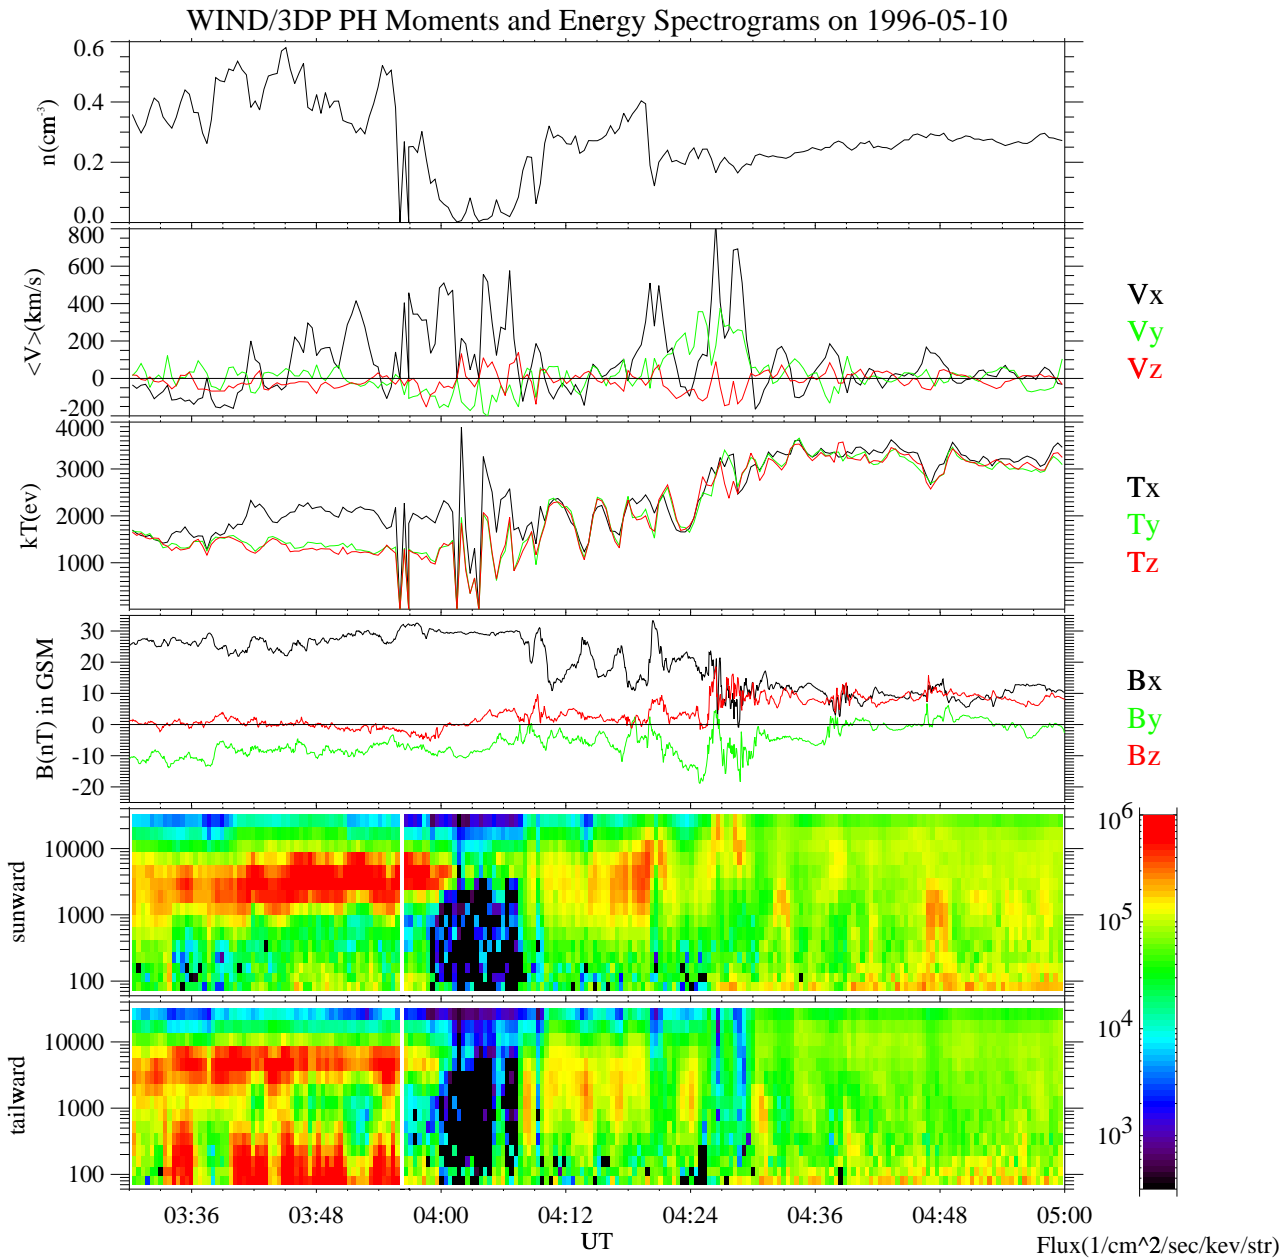 WIND/3DP PH Moments and Energy Spectrograms on 1996-05-10
0.6
0.4
0.2
0.0
n(cm⁻³)
800
600
400
200
0
-200
<V>(km/s)
Vx
Vy
Vz
4000
3000
2000
1000
kT(ev)
Tx
Ty
Tz
30
20
10
0
-10
-20
B(nT) in GSM
Bx
By
Bz
10000
1000
100
sunward
10000
1000
100
tailward
10⁶
10⁵
10⁴
10³
03:36 03:48 04:00 04:12 04:24 04:36 04:48 05:00
UT
Flux(1/cm^2/sec/kev/str)